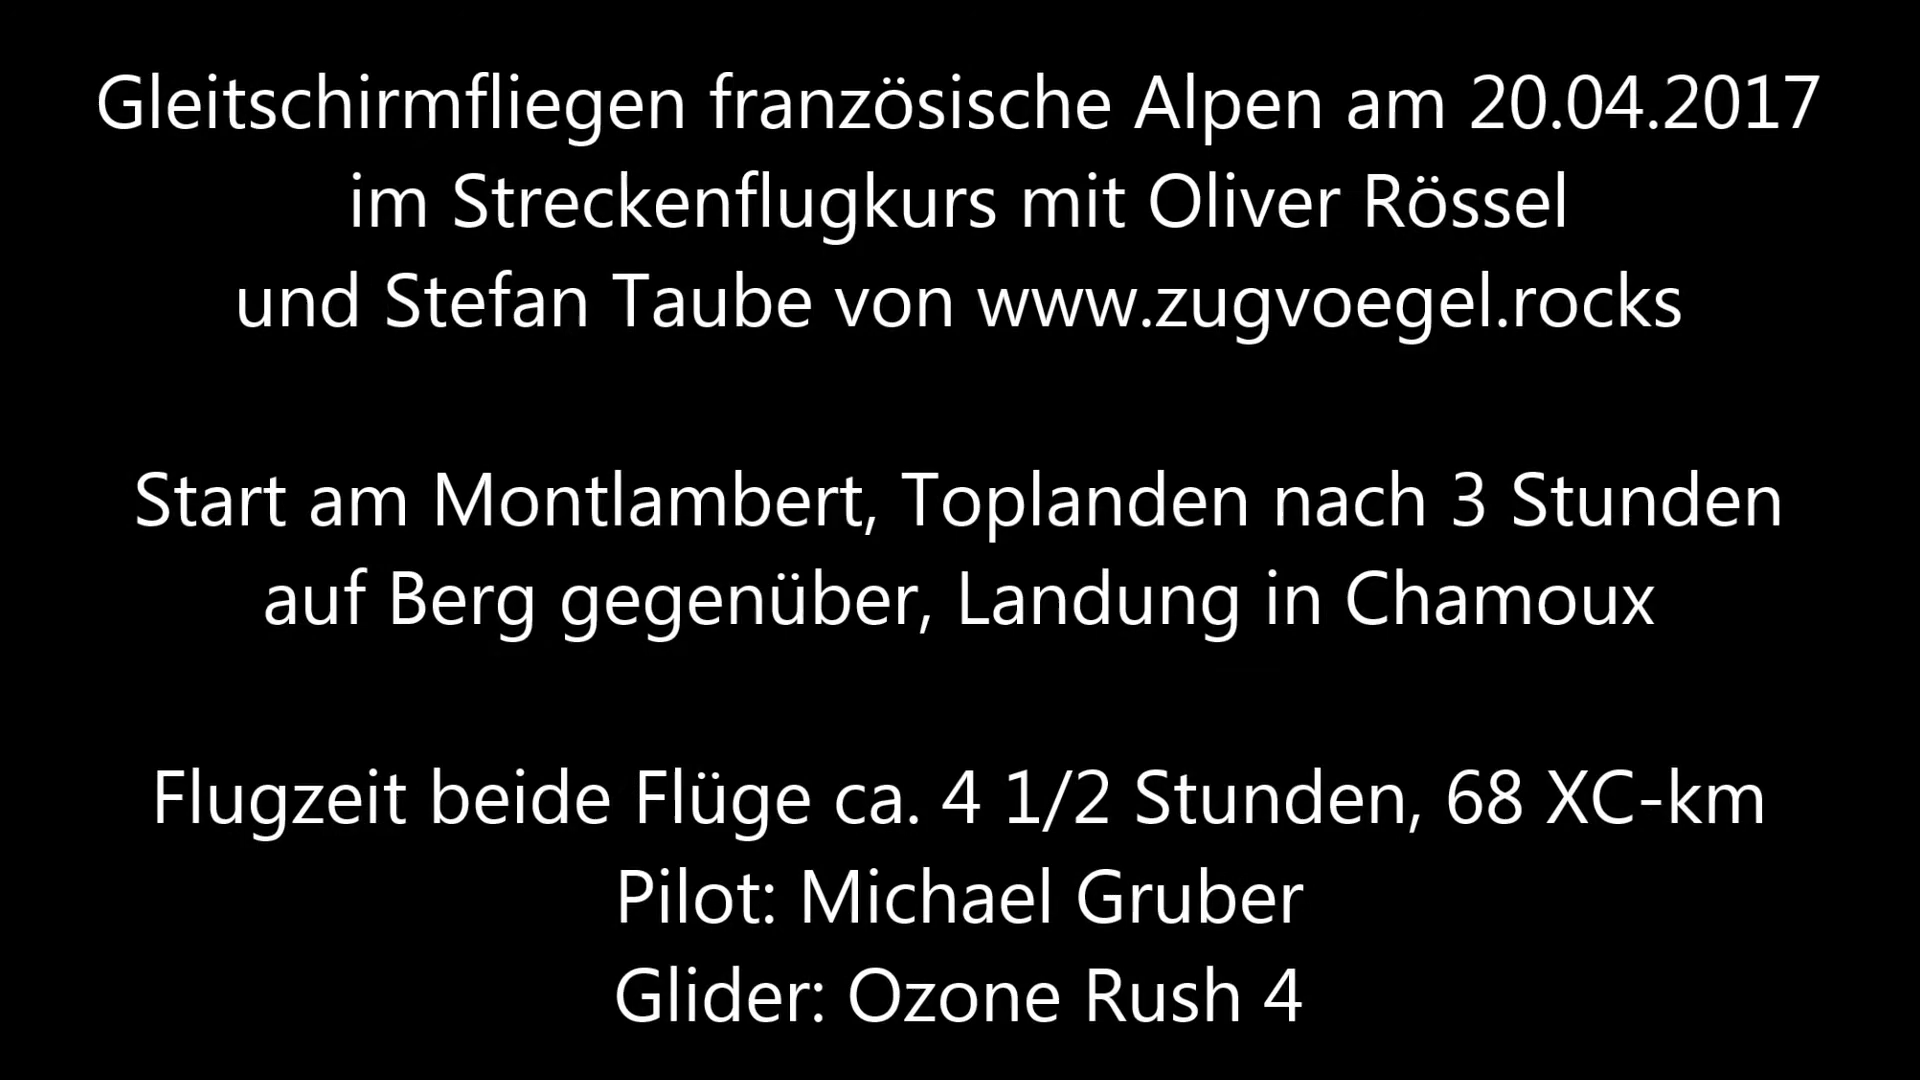 Gleitschirmfliegen französische Alpen am 20.04.2017
im Streckenflugkurs mit Oliver Rössel
und Stefan Taube von www.zugvoegel.rocks
Start am Montlambert, Toplanden nach 3 Stunden
auf Berg gegenüber, Landung in Chamoux
Flugzeit beide Flüge ca. 4 1/2 Stunden, 68 XC-km
Pilot: Michael Gruber
Glider: Ozone Rush 4